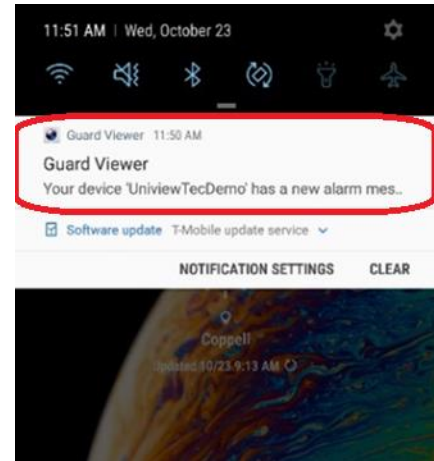 11:51 AM | Wed, October 23
Guard Viewer 11:50 AM
Guard Viewer
Your device 'UniviewTecDemo' has a new alarm mes..
Software update T-Mobile update service
NOTIFICATION SETTINGS CLEAR
Coppell
Updated 10/23 9:13 AM